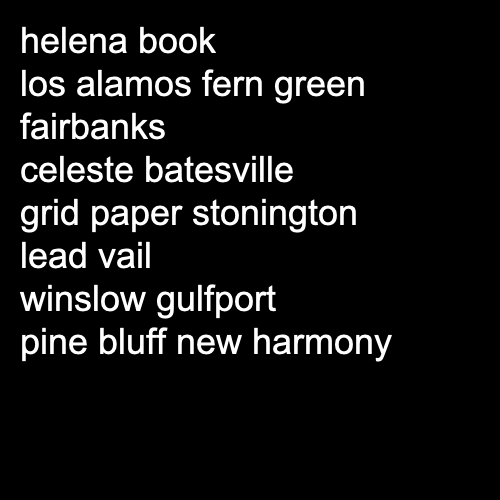 helena book
los alamos fern green
fairbanks
celeste batesville
grid paper stonington
lead vail
winslow gulfport
pine bluff new harmony